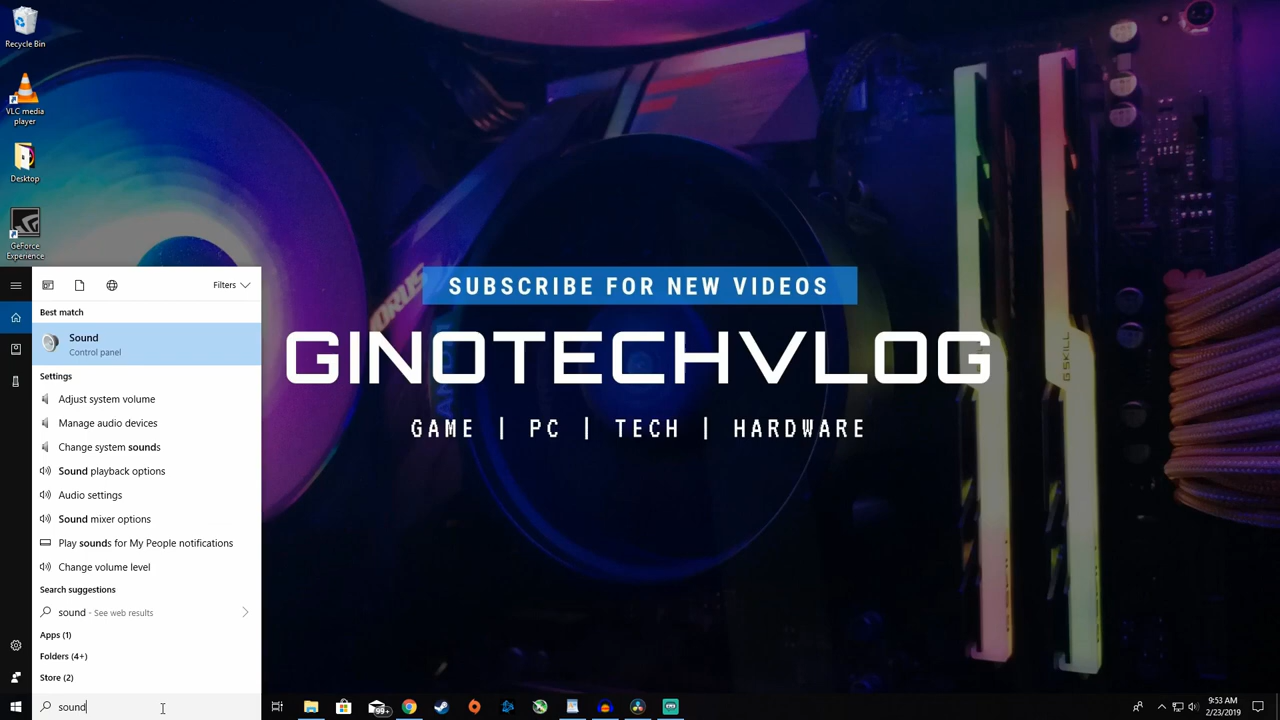 Recycle Bin
VLC media
player
Desktop
GeForce
Experience
Filters
Best match
Sound
Control panel
Settings
Adjust system volume
Manage audio devices
Change system sounds
Sound playback options
Audio settings
Sound mixer options
Play sounds for My People notifications
Change volume level
Search suggestions
sound - See web results
Apps (1)
Folders (4+)
Store (2)
sound
SUBSCRIBE FOR NEW VIDEOS
GINOTECHVLOG
GAME | PC | TECH | HARDWARE
G.SKILL
99+
9:53 AM
2/23/2019